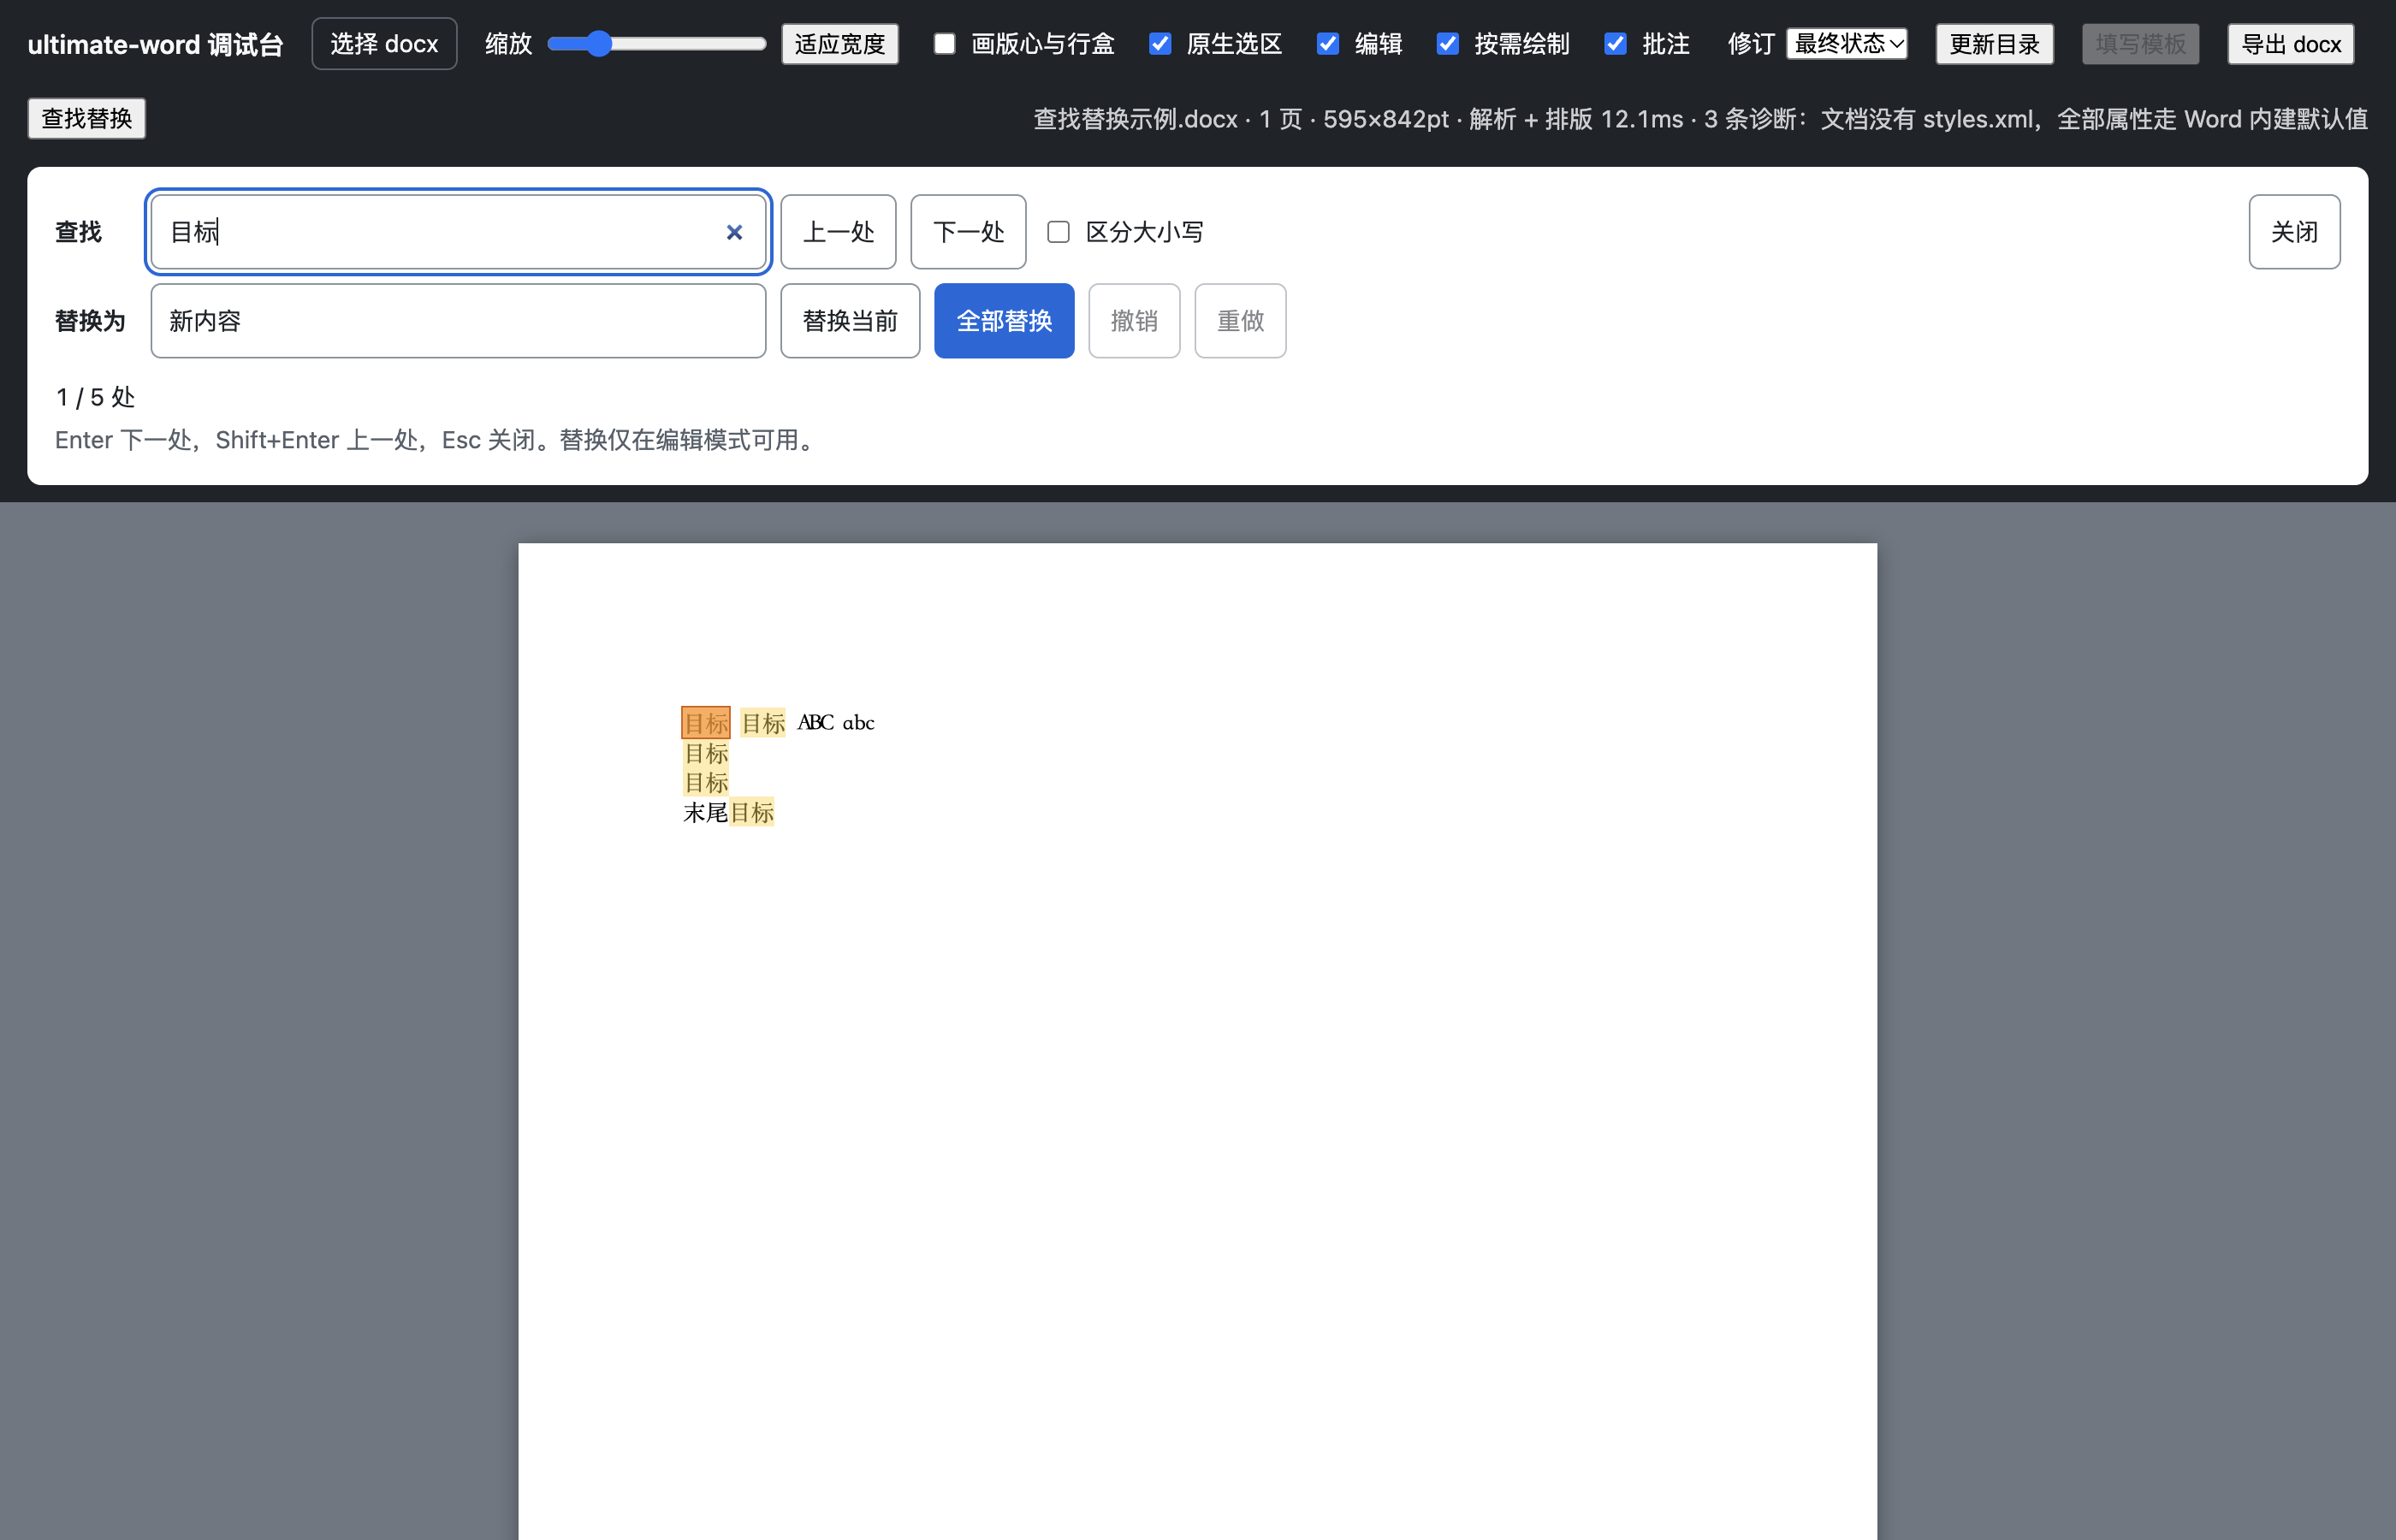 ultimate-word 调试台 选择 docx 缩放 适应宽度 画版心与行盒 原生选区 编辑 按需绘制 批注 修订 最终状态 更新目录 填写模板 导出 docx
查找替换 查找替换示例.docx · 1 页 · 595×842pt · 解析 + 排版 12.1ms · 3 条诊断：文档没有 styles.xml，全部属性走 Word 内建默认值
查找 目标 × 上一处 下一处 区分大小写 关闭
替换为 新内容 替换当前 全部替换 撤销 重做
1 / 5 处
Enter 下一处，Shift+Enter 上一处，Esc 关闭。替换仅在编辑模式可用。
目标 目标 ABC abc
目标
目标
末尾目标